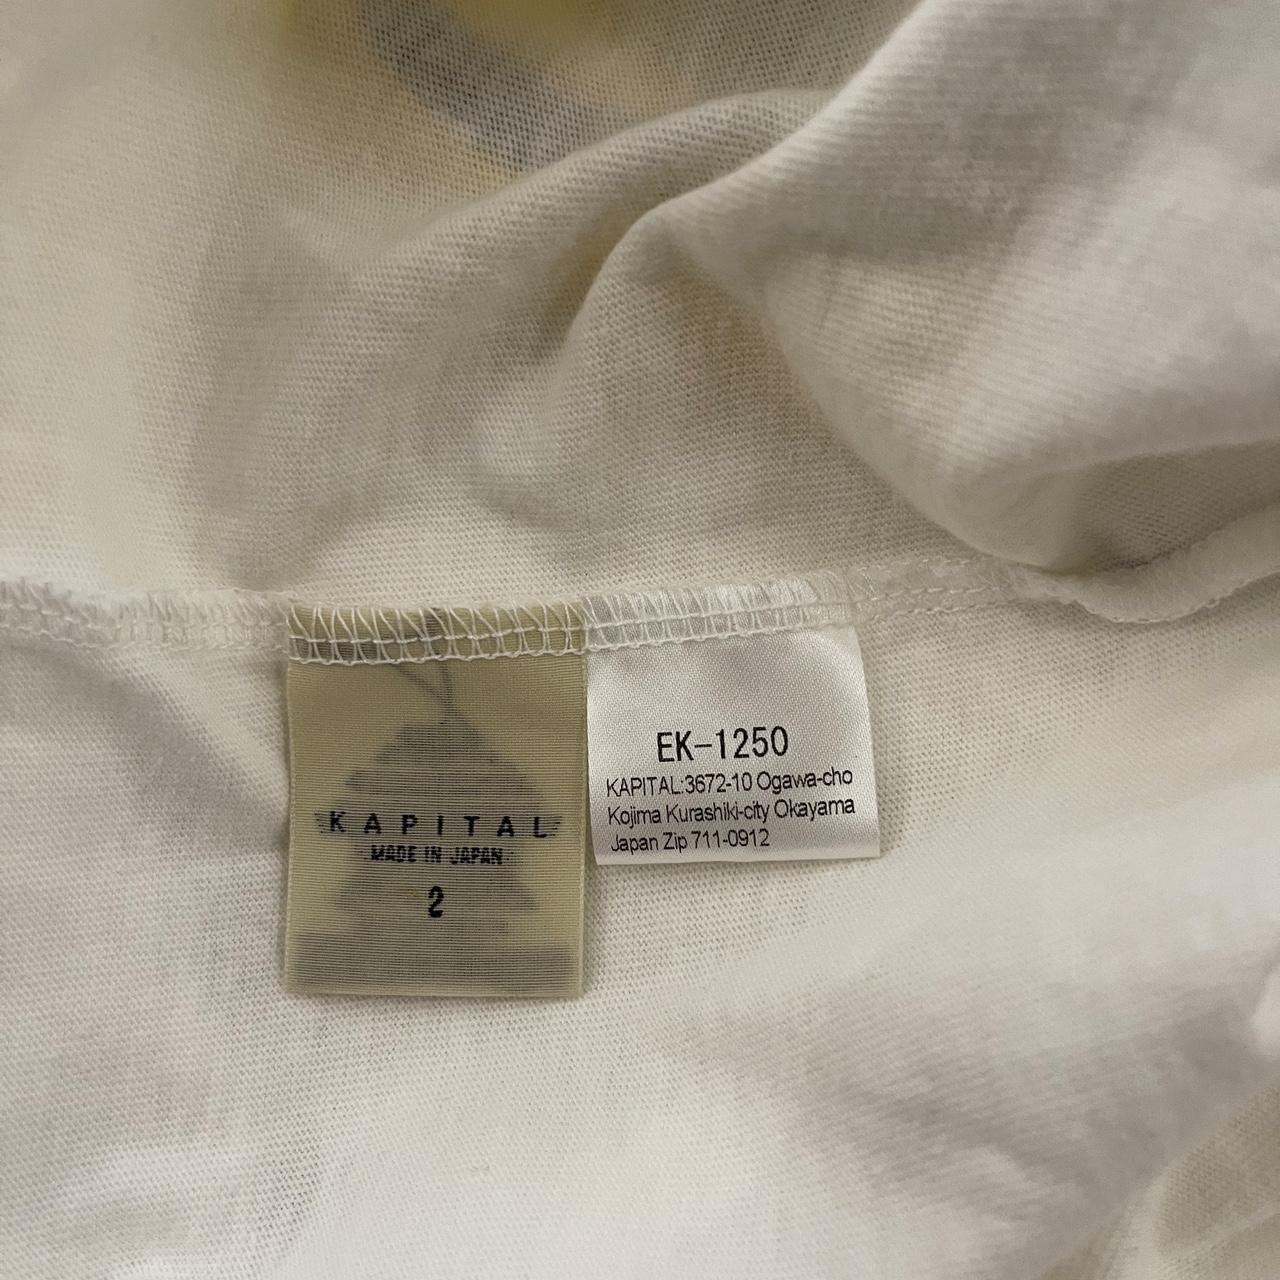 KAPITAL
MADE IN JAPAN
2
EK-1250
KAPITAL:3672-10 Ogawa-cho
Kojima Kurashiki-city Okayama
Japan Zip 711-0912